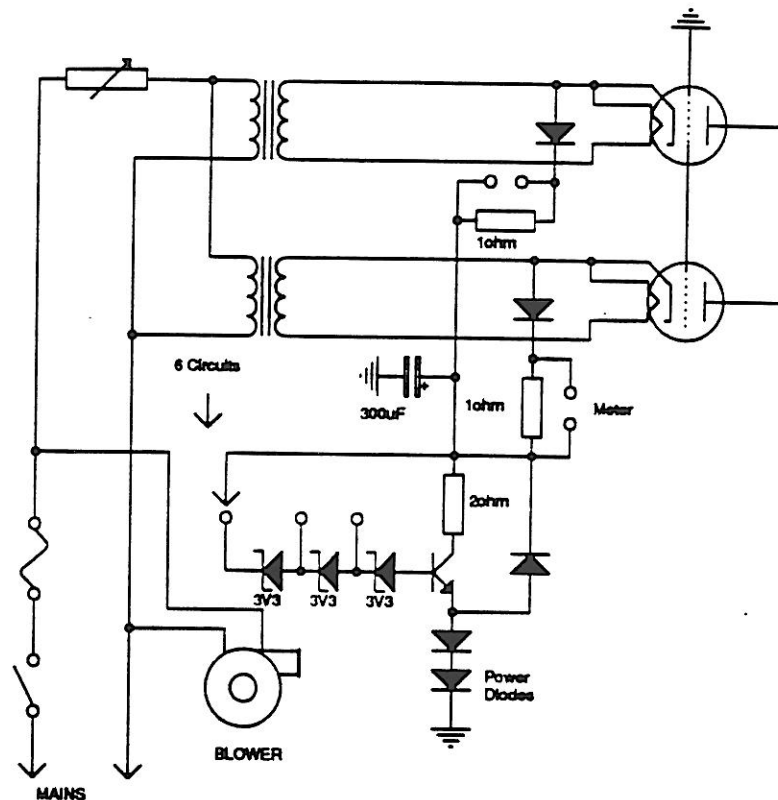 1ohm
6 Circuits
300uF
1ohm
Meter
2ohm
3V3 3V3 3V3
Power
Diodes
BLOWER
MAINS